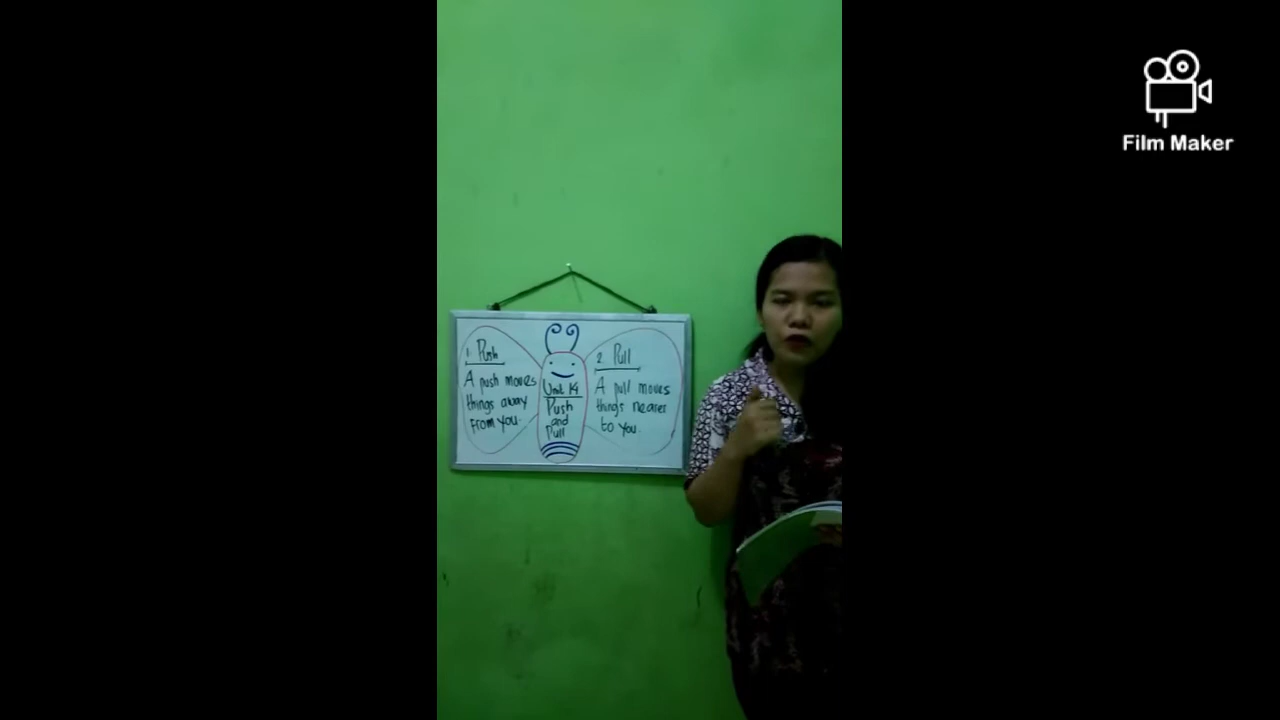 1. Push
A push moves
things away
from you.
Unit 14
Push
and
Pull
2. Pull
A pull moves
things nearer
to you.
Film Maker